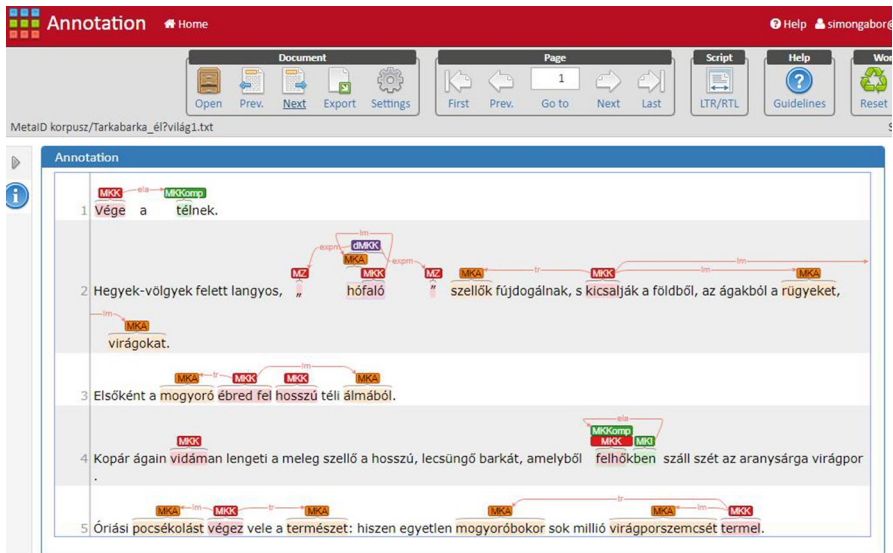 Annotation Home Help simongabor@
Document Page Script Help Wor
Open Prev. Next Export Settings First Prev. 1 Go to Next Last LTR/RTL Guidelines Reset
MetaID korpusz/Tarkabarka_él?világ1.txt S
Annotation
MKK ela MKKomp
1 Vége a télnek.
lm
expm dMKK expm lm
MKA
MZ MKK MZ MKA tr MKK lm MKA
2 Hegyek-völgyek felett langyos, „ hófaló ” szellők fújdogálnak, s kicsalják a földből, az ágakból a rügyeket,
lm
MKA
virágokat.
lm
MKA tr MKK MKK MKA
3 Elsőként a mogyoró ébred fel hosszú téli álmából.
ela
MKKomp
MKK MKK MKI
4 Kopár ágain vidáman lengeti a meleg szellő a hosszú, lecsüngő barkát, amelyből felhőkben száll szét az aranysárga virágpor
.
tr
MKA lm MKK tr MKA MKA MKA lm MKK
5 Óriási pocsékolást végez vele a természet: hiszen egyetlen mogyoróbokor sok millió virágporszemcsét termel.